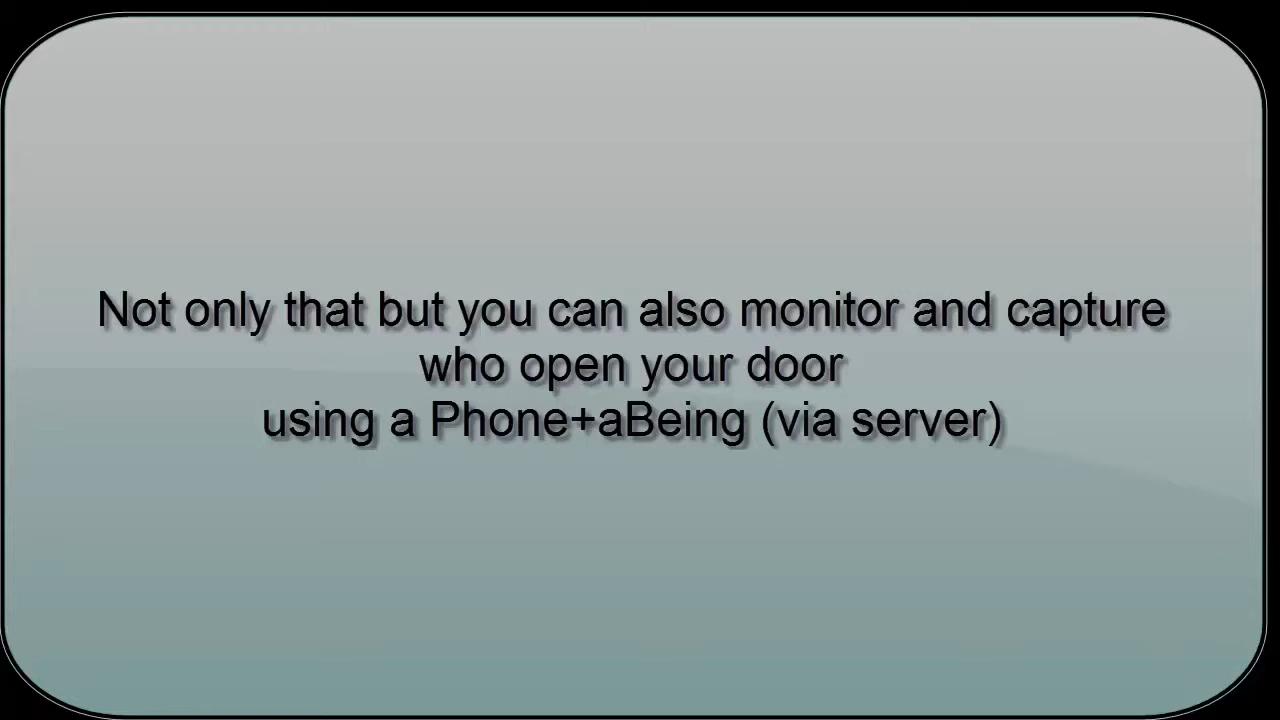 Not only that but you can also monitor and capture
who open your door
using a Phone+aBeing (via server)